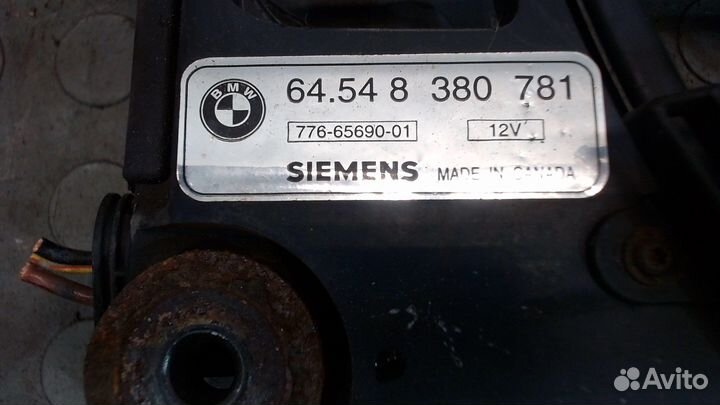 BMW
64.54 8 380 781
776-65690-01 12V
SIEMENS MADE IN CANADA
Avito